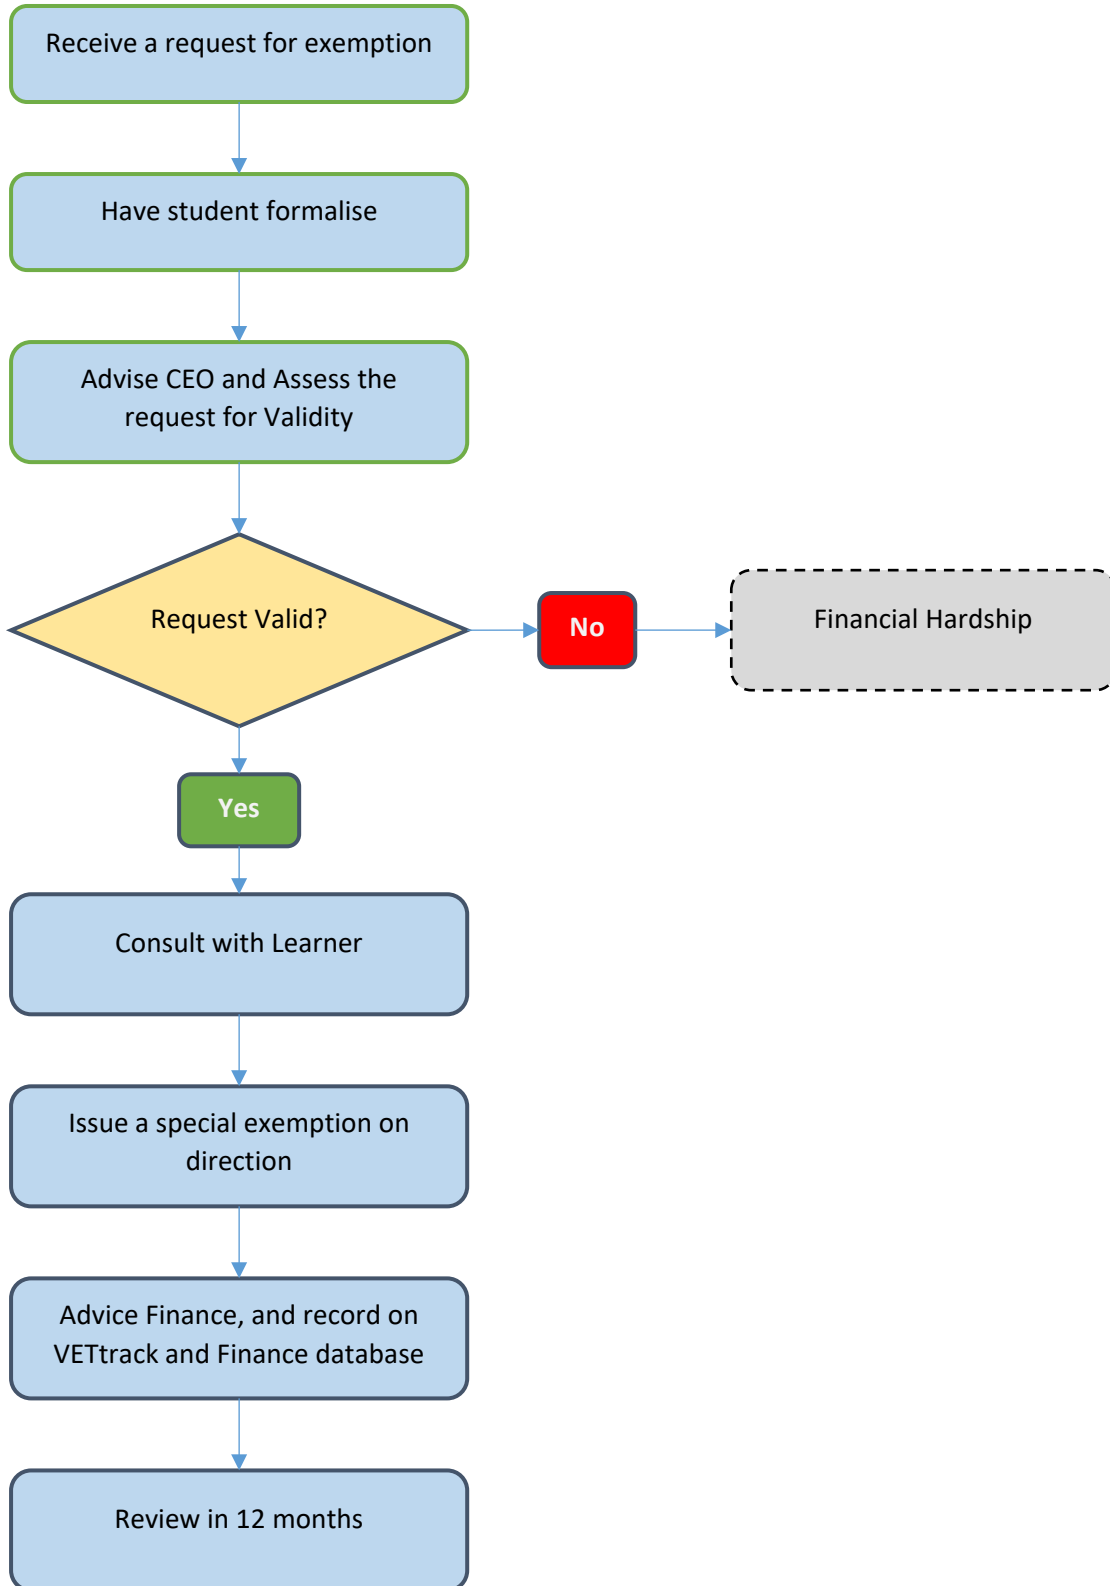 Receive a request for exemption
Have student formalise
Advise CEO and Assess the
request for Validity
Request Valid?
No
Financial Hardship
Yes
Consult with Learner
Issue a special exemption on
direction
Advice Finance, and record on
VETtrack and Finance database
Review in 12 months